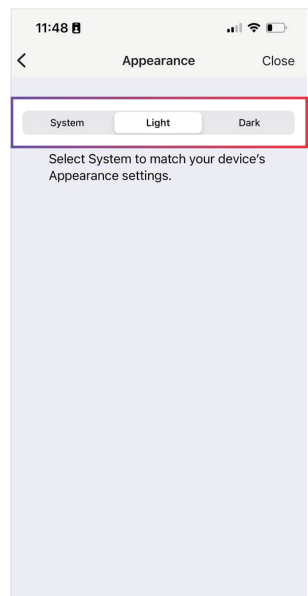 11:48
Appearance
Close
System
Light
Dark
Select System to match your device's
Appearance settings.